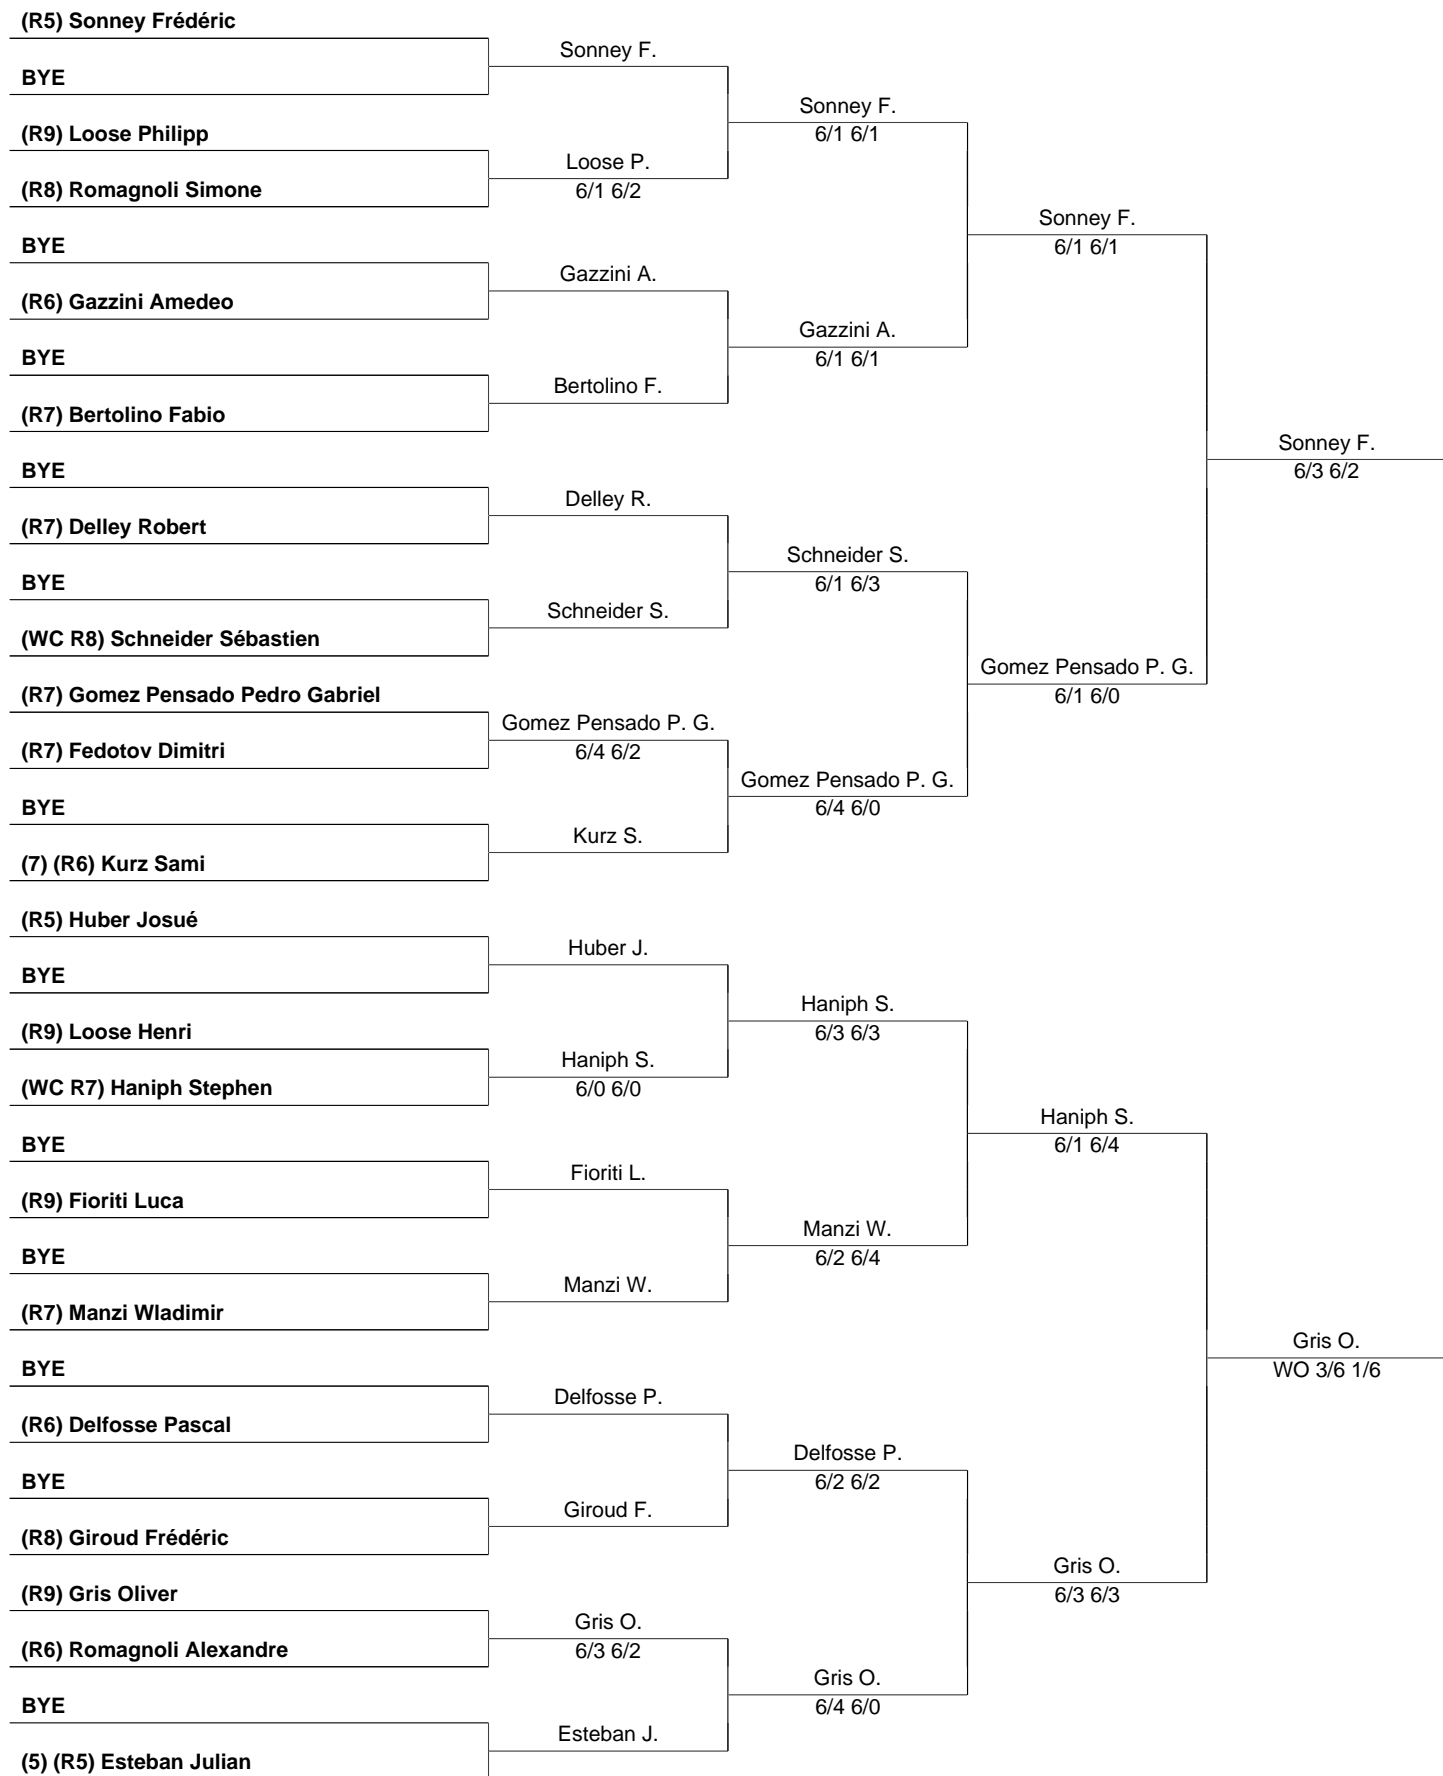 (R5) Sonney Frédéric
Sonney F.
BYE
Sonney F.
6/1 6/1
(R9) Loose Philipp
Loose P.
6/1 6/2
(R8) Romagnoli Simone
Sonney F.
6/1 6/1
BYE
Gazzini A.
(R6) Gazzini Amedeo
Gazzini A.
6/1 6/1
BYE
Bertolino F.
(R7) Bertolino Fabio
Sonney F.
6/3 6/2
BYE
Delley R.
(R7) Delley Robert
Schneider S.
6/1 6/3
BYE
Schneider S.
(WC R8) Schneider Sébastien
Gomez Pensado P. G.
6/1 6/0
(R7) Gomez Pensado Pedro Gabriel
Gomez Pensado P. G.
6/4 6/2
(R7) Fedotov Dimitri
Gomez Pensado P. G.
6/4 6/0
BYE
Kurz S.
(7) (R6) Kurz Sami
(R5) Huber Josué
Huber J.
BYE
Haniph S.
6/3 6/3
(R9) Loose Henri
Haniph S.
6/0 6/0
(WC R7) Haniph Stephen
Haniph S.
6/1 6/4
BYE
Fioriti L.
(R9) Fioriti Luca
Manzi W.
6/2 6/4
BYE
Manzi W.
(R7) Manzi Wladimir
Gris O.
WO 3/6 1/6
BYE
Delfosse P.
(R6) Delfosse Pascal
Delfosse P.
6/2 6/2
BYE
Giroud F.
(R8) Giroud Frédéric
Gris O.
6/3 6/3
(R9) Gris Oliver
Gris O.
6/3 6/2
(R6) Romagnoli Alexandre
Gris O.
6/4 6/0
BYE
Esteban J.
(5) (R5) Esteban Julian